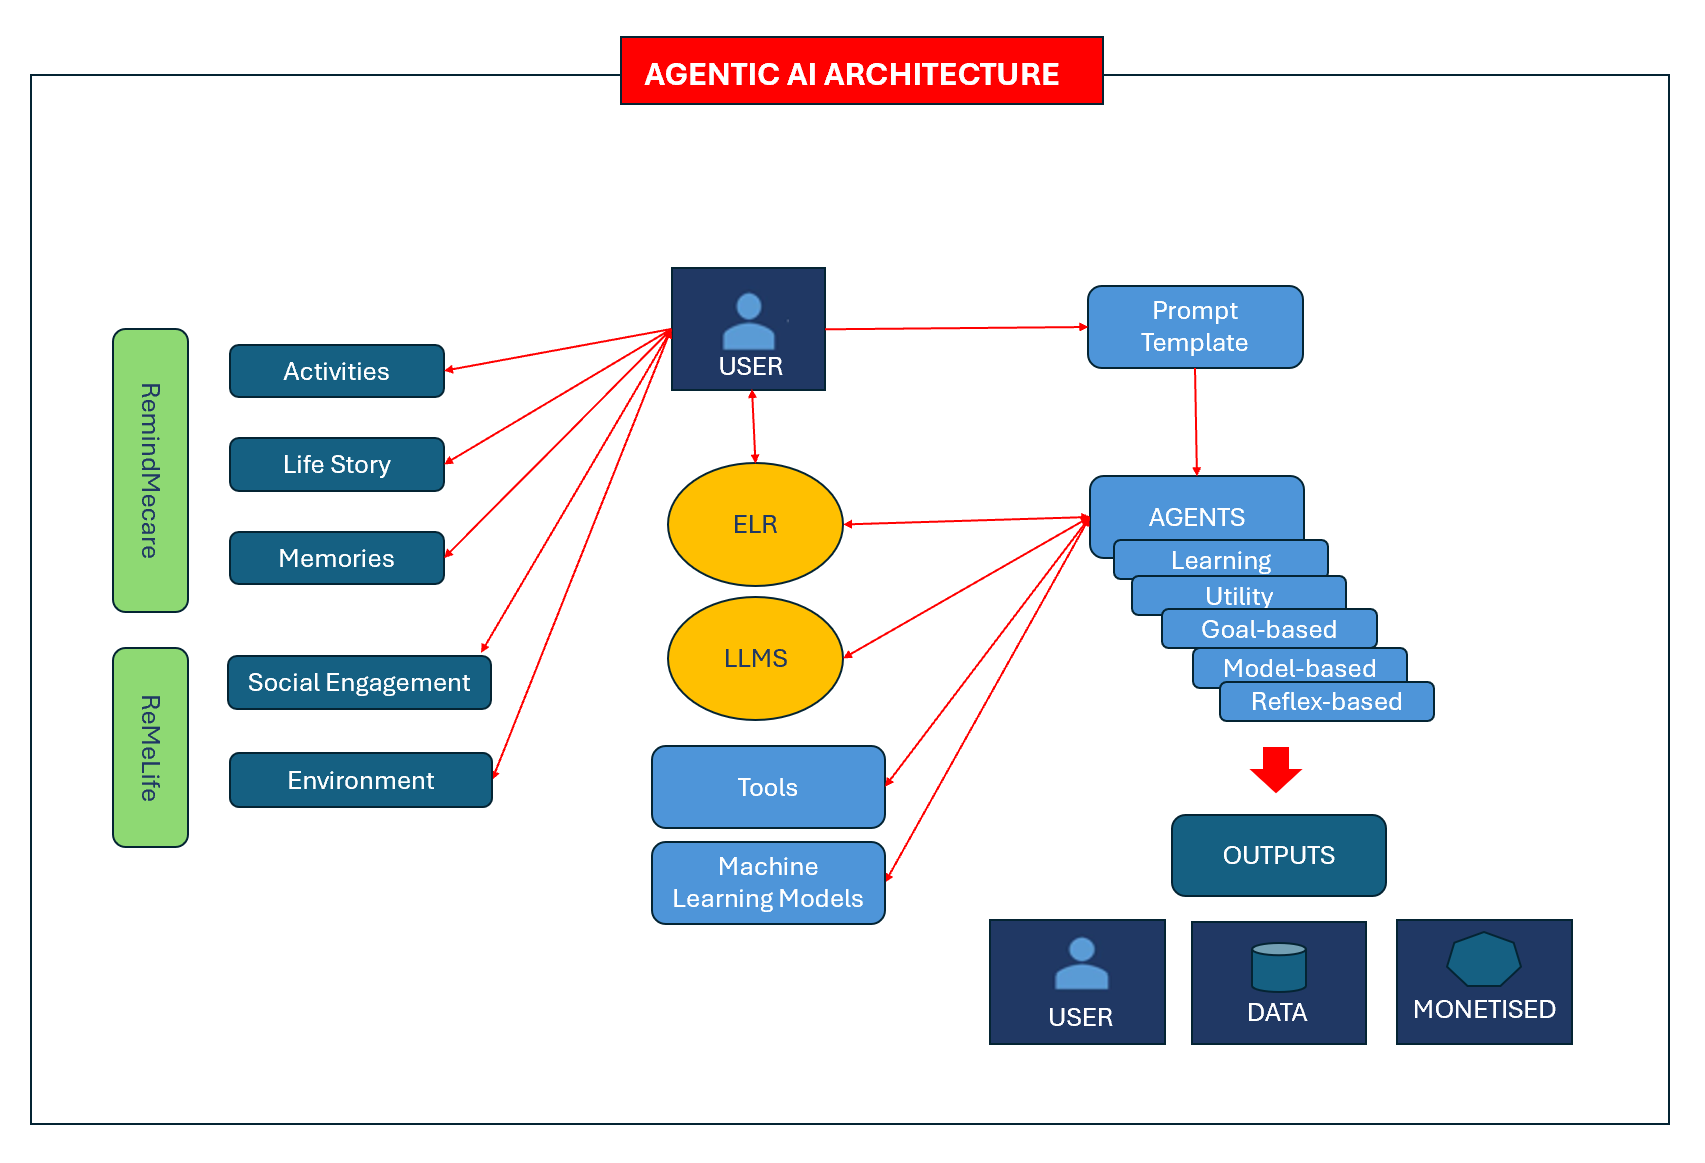 AGENTIC AI ARCHITECTURE
RemindMecare
ReMeLife
Activities
Life Story
Memories
Social Engagement
Environment
USER
ELR
LLMS
Tools
Machine
Learning Models
Prompt
Template
AGENTS
Learning
Utility
Goal-based
Model-based
Reflex-based
OUTPUTS
USER
DATA
MONETISED